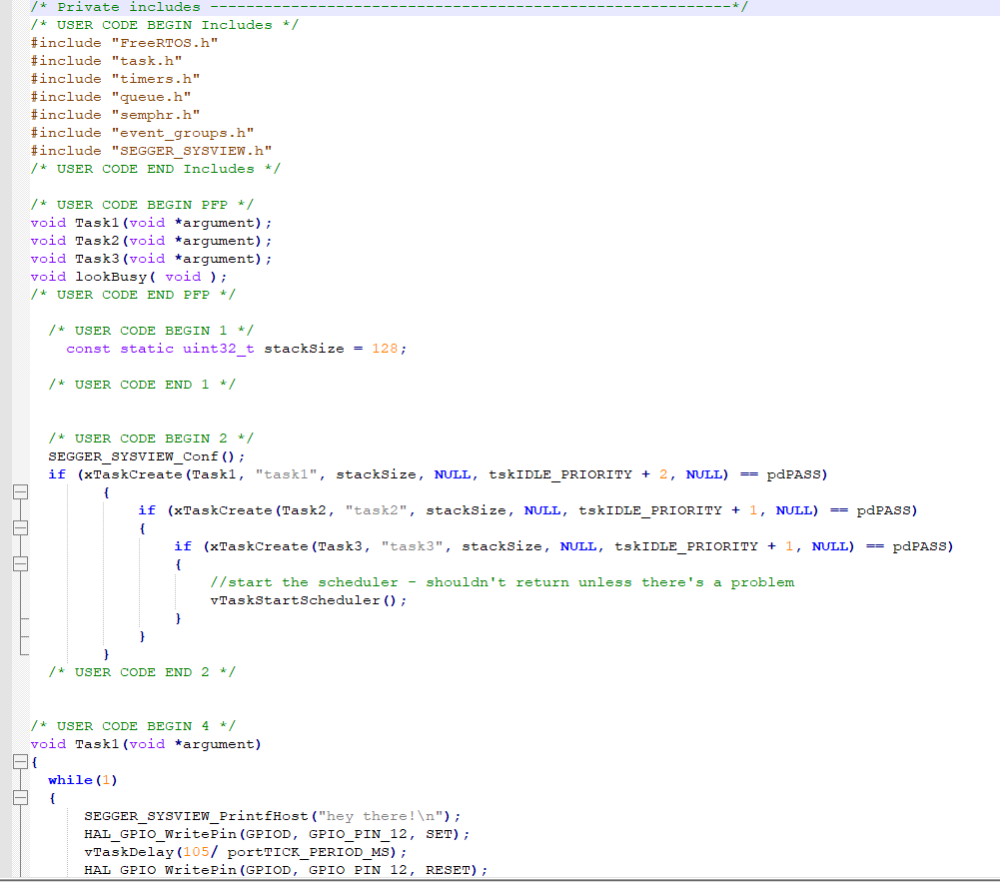 /* Private includes ----------------------------------------------------------*/
/* USER CODE BEGIN Includes */
#include "FreeRTOS.h"
#include "task.h"
#include "timers.h"
#include "queue.h"
#include "semphr.h"
#include "event_groups.h"
#include "SEGGER_SYSVIEW.h"
/* USER CODE END Includes */

/* USER CODE BEGIN PFP */
void Task1(void *argument);
void Task2(void *argument);
void Task3(void *argument);
void lookBusy( void );
/* USER CODE END PFP */

  /* USER CODE BEGIN 1 */
    const static uint32_t stackSize = 128;

  /* USER CODE END 1 */


  /* USER CODE BEGIN 2 */
  SEGGER_SYSVIEW_Conf();
  if (xTaskCreate(Task1, "task1", stackSize, NULL, tskIDLE_PRIORITY + 2, NULL) == pdPASS)
        {
            if (xTaskCreate(Task2, "task2", stackSize, NULL, tskIDLE_PRIORITY + 1, NULL) == pdPASS)
            {
                if (xTaskCreate(Task3, "task3", stackSize, NULL, tskIDLE_PRIORITY + 1, NULL) == pdPASS)
                {
                    //start the scheduler - shouldn't return unless there's a problem
                    vTaskStartScheduler();
                }
            }
        }
  /* USER CODE END 2 */


/* USER CODE BEGIN 4 */
void Task1(void *argument)
{
  while(1)
  {
      SEGGER_SYSVIEW_PrintfHost("hey there!\n");
      HAL_GPIO_WritePin(GPIOD, GPIO_PIN_12, SET);
      vTaskDelay(105/ portTICK_PERIOD_MS);
      HAL_GPIO_WritePin(GPIOD, GPIO_PIN_12, RESET);